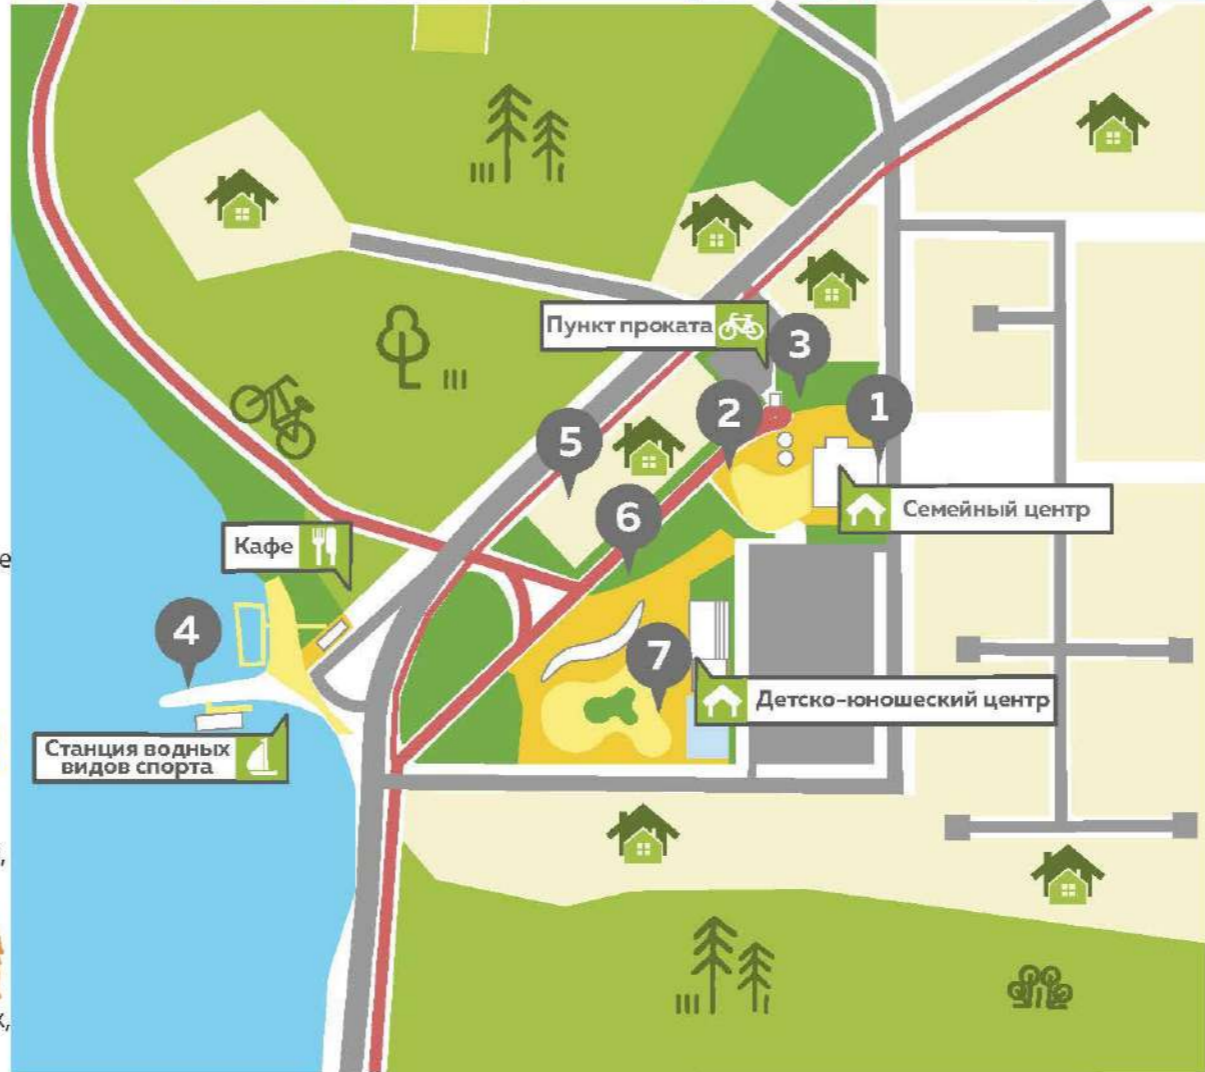 Пункт проката
3
1
2
5
6
Семейный центр
Кафе
е
4
7
Детско-юношеский центр
Станция водных
видов спорта
,
х,